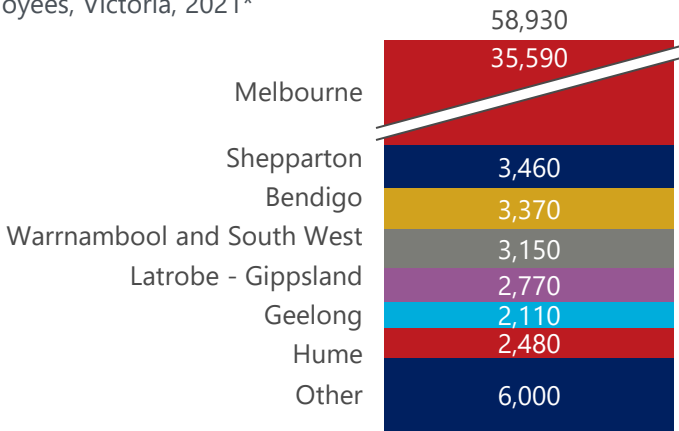 Victoria, 2021*
58,930
Melbourne 35,590
Shepparton 3,460
Bendigo 3,370
Warrnambool and South West 3,150
Latrobe - Gippsland 2,770
Geelong 2,110
Hume 2,480
Other 6,000